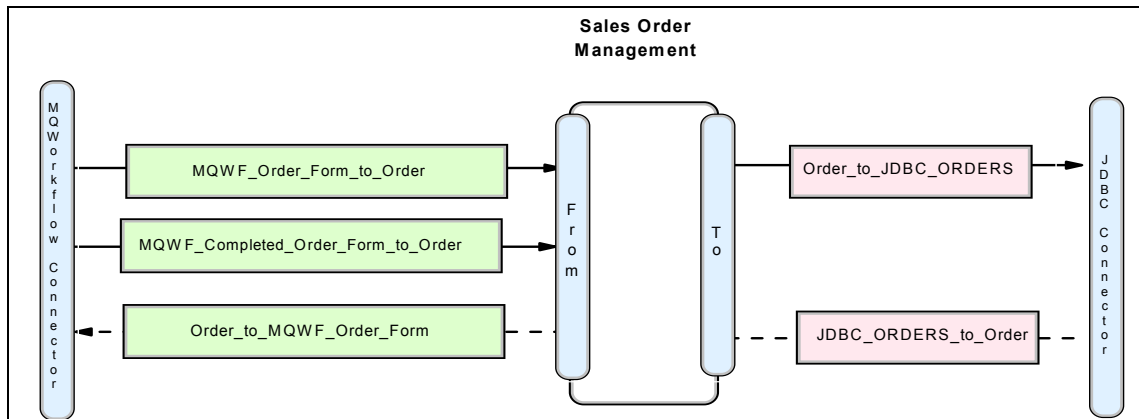 Sales Order
Management
MQWorkflow Connector
MQWF_Order_Form_to_Order
MQWF_Completed_Order_Form_to_Order
Order_to_MQWF_Order_Form
From
To
Order_to_JDBC_ORDERS
JDBC_ORDERS_to_Order
JDBC Connector